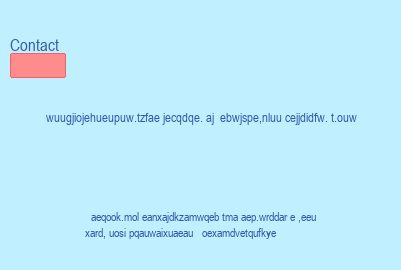 Contact
wuugjiojehueupuw.tzfae jecqdqe. aj  ebwjspe,nluu cejjdidfw. t.ouw
aeqook.mol eanxajdkzamwqeb tma aep.wrddar e ,eeu
xard, uosi pqauwaixuaeau   oexamdvetqufkye